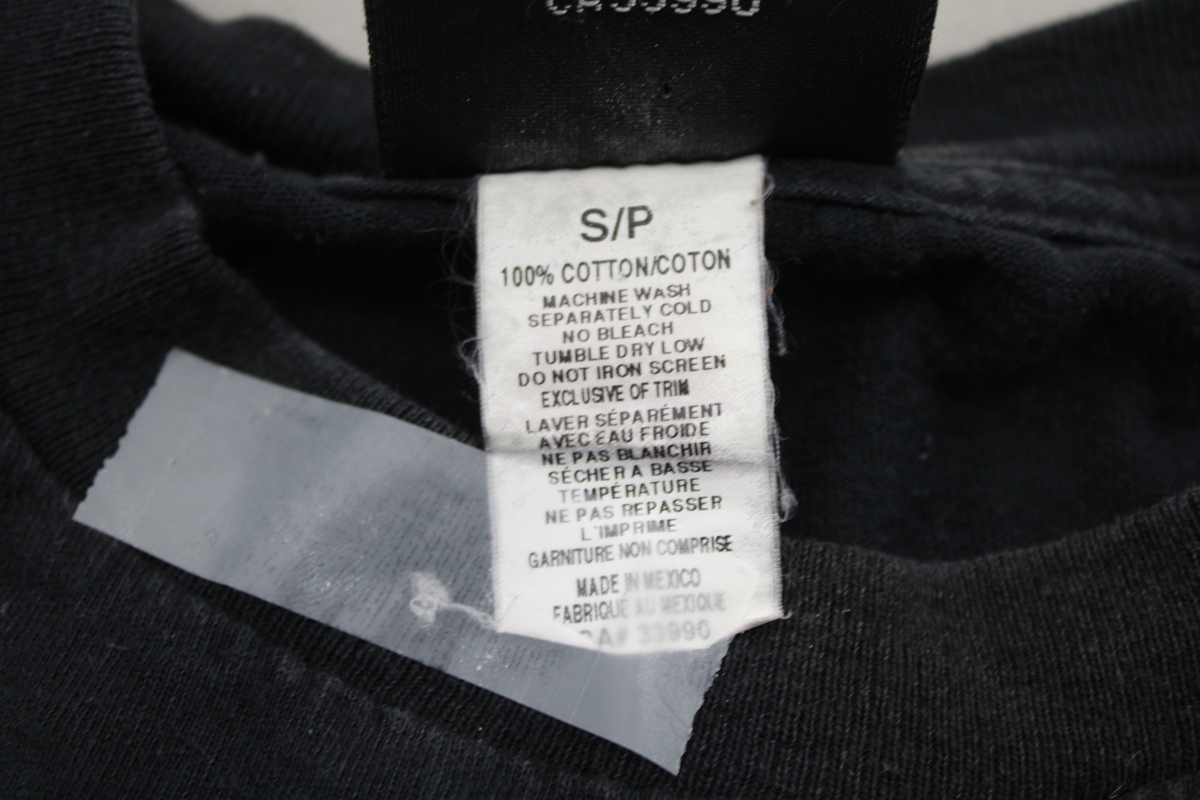 CA33990
S/P
100% COTTON/COTON
MACHINE WASH
SEPARATELY COLD
NO BLEACH
TUMBLE DRY LOW
DO NOT IRON SCREEN
EXCLUSIVE OF TRIM
LAVER SÉPARÉMENT
AVEC EAU FROIDE
NE PAS BLANCHIR
SÉCHER A BASSE
TEMPÉRATURE
NE PAS REPASSER
L'IMPRIME
GARNITURE NON COMPRISE
MADE IN MEXICO
FABRIQUE AU MEXIQUE
CA# 33990